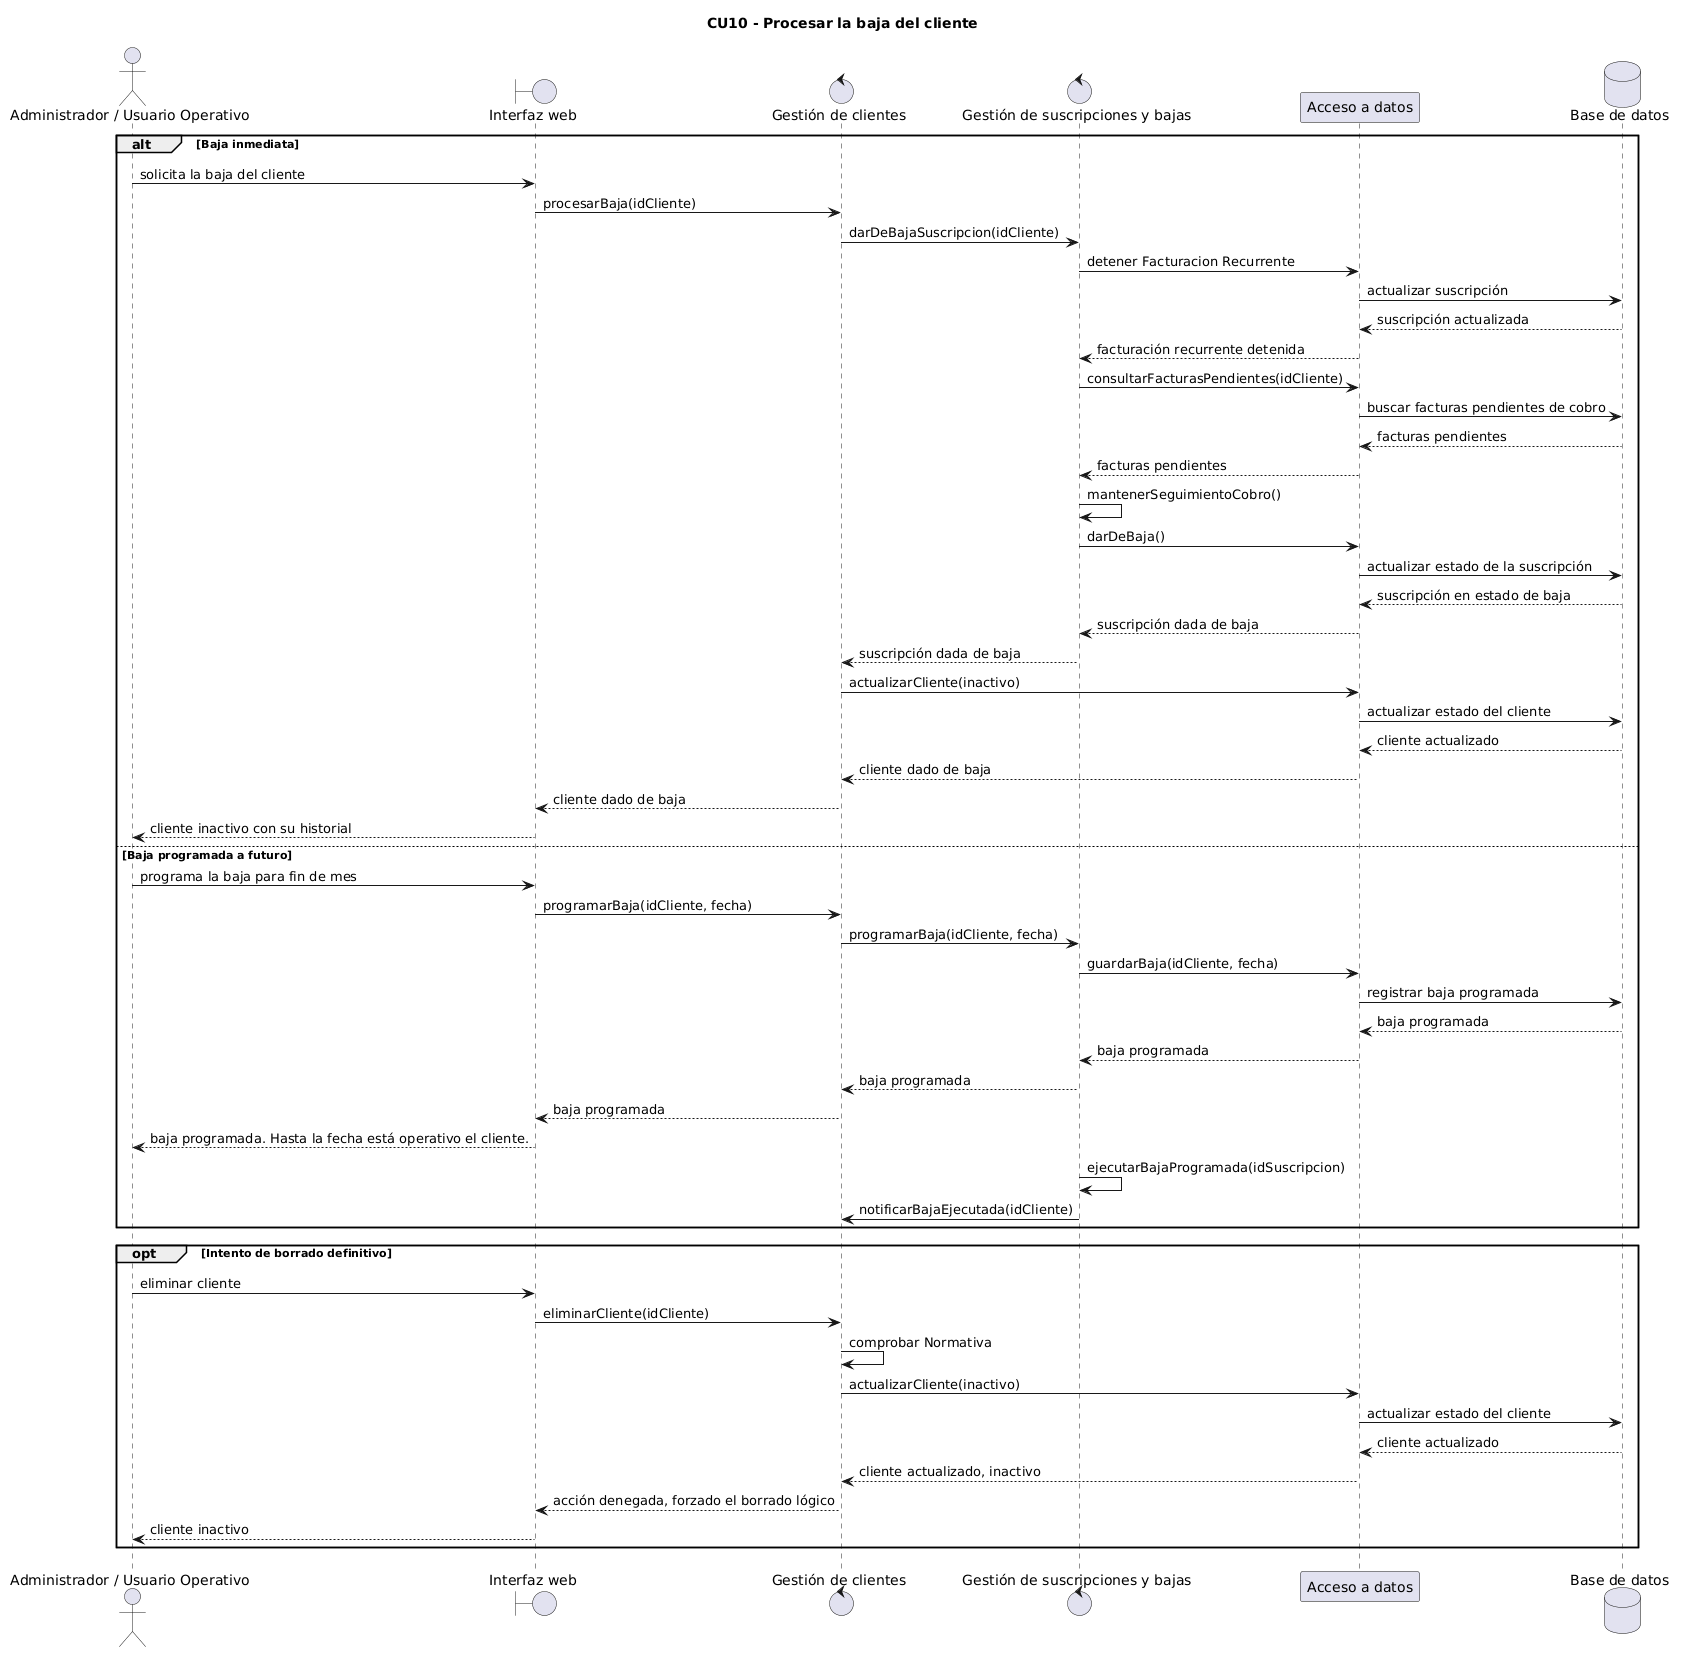 CU10 - Procesar la baja del cliente
Administrador / Usuario Operativo
Interfaz web
Gestión de clientes
Gestión de suscripciones y bajas
Acceso a datos
Base de datos
alt [Baja inmediata]
solicita la baja del cliente
procesarBaja(idCliente)
darDeBajaSuscripcion(idCliente)
detener Facturacion Recurrente
actualizar suscripción
suscripción actualizada
facturación recurrente detenida
consultarFacturasPendientes(idCliente)
buscar facturas pendientes de cobro
facturas pendientes
facturas pendientes
mantenerSeguimientoCobro()
darDeBaja()
actualizar estado de la suscripción
suscripción en estado de baja
suscripción dada de baja
suscripción dada de baja
actualizarCliente(inactivo)
actualizar estado del cliente
cliente actualizado
cliente dado de baja
cliente dado de baja
cliente inactivo con su historial
[Baja programada a futuro]
programa la baja para fin de mes
programarBaja(idCliente, fecha)
programarBaja(idCliente, fecha)
guardarBaja(idCliente, fecha)
registrar baja programada
baja programada
baja programada
baja programada
baja programada
baja programada. Hasta la fecha está operativo el cliente.
ejecutarBajaProgramada(idSuscripcion)
notificarBajaEjecutada(idCliente)
opt [Intento de borrado definitivo]
eliminar cliente
eliminarCliente(idCliente)
comprobar Normativa
actualizarCliente(inactivo)
actualizar estado del cliente
cliente actualizado
cliente actualizado, inactivo
acción denegada, forzado el borrado lógico
cliente inactivo
Administrador / Usuario Operativo
Interfaz web
Gestión de clientes
Gestión de suscripciones y bajas
Acceso a datos
Base de datos